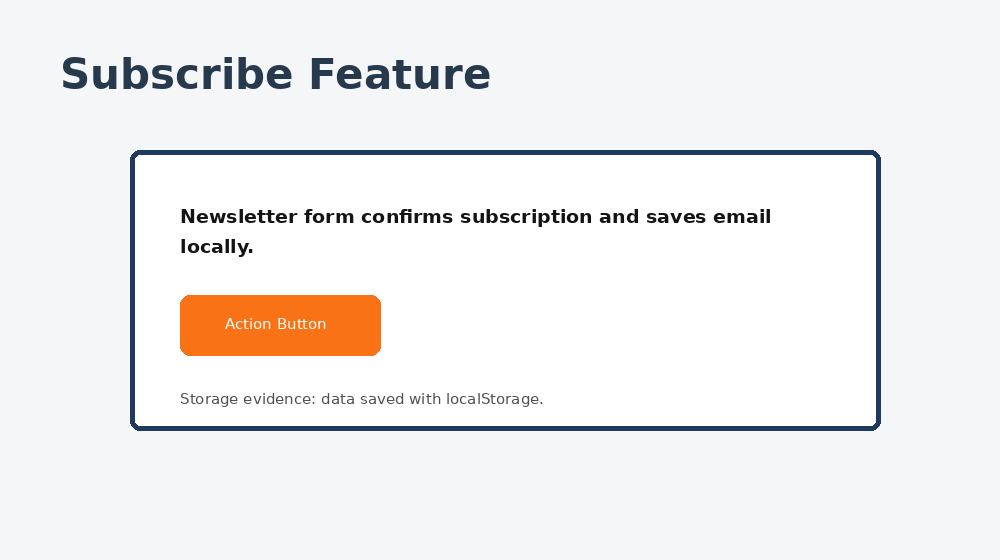 Subscribe Feature
Newsletter form confirms subscription and saves email
locally.
Action Button
Storage evidence: data saved with localStorage.